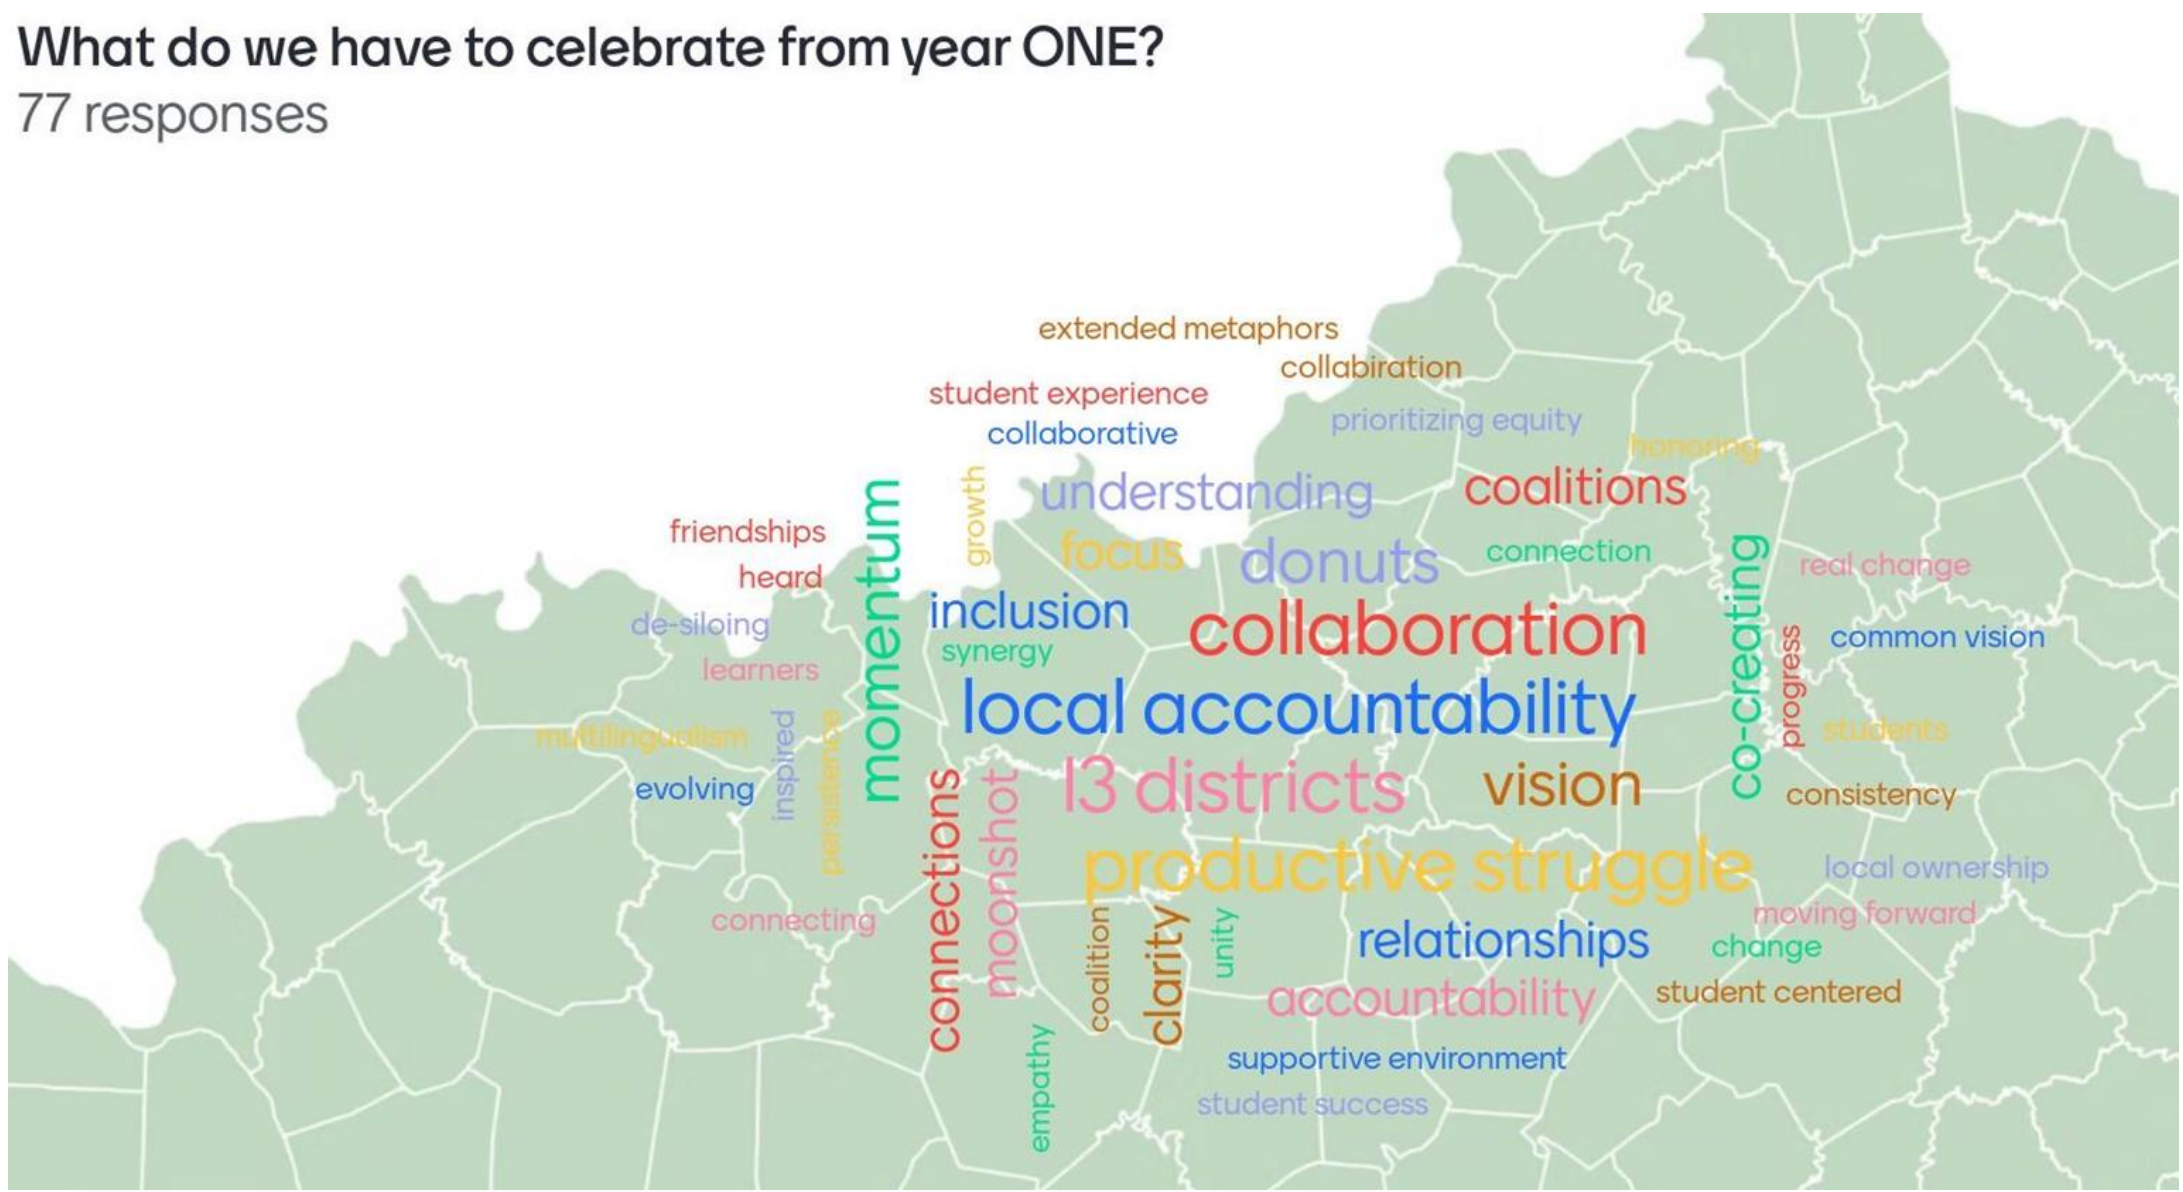 What do we have to celebrate from year ONE?
77 responses
extended metaphors
collabiration
student experience
prioritizing equity
collaborative
honoring
growth
understanding
coalitions
momentum
friendships
focus
donuts
connection
co-creating
real change
heard
inclusion
collaboration
de-siloing
synergy
progress
common vision
learners
local accountability
multilingualism
inspired
persistence
students
evolving
l3 districts
vision
consistency
connections
moonshot
productive struggle
local ownership
connecting
coalition
clarity
unity
relationships
moving forward
change
accountability
student centered
empathy
supportive environment
student success